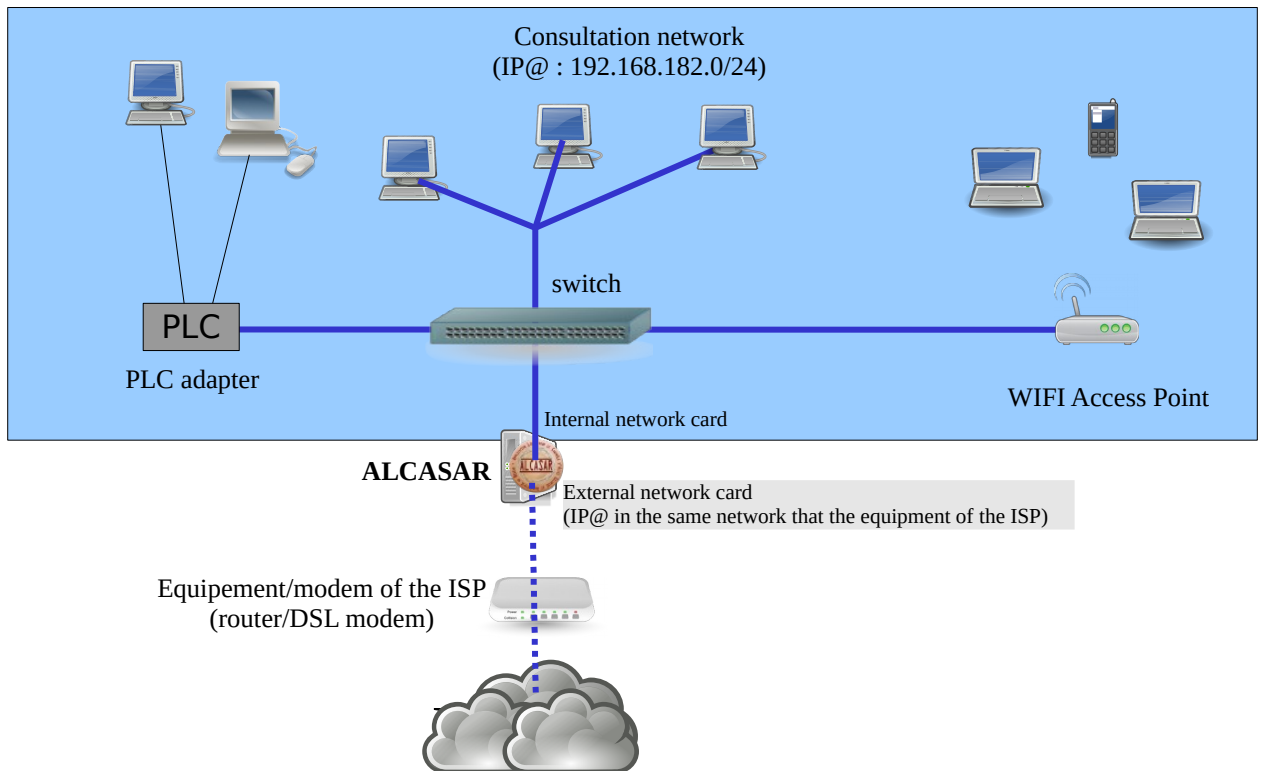 Consultation network
(IP@ : 192.168.182.0/24)
switch
PLC
PLC adapter
WIFI Access Point
Internal network card
ALCASAR
ALCASAR
External network card
(IP@ in the same network that the equipment of the ISP)
Equipement/modem of the ISP
(router/DSL modem)